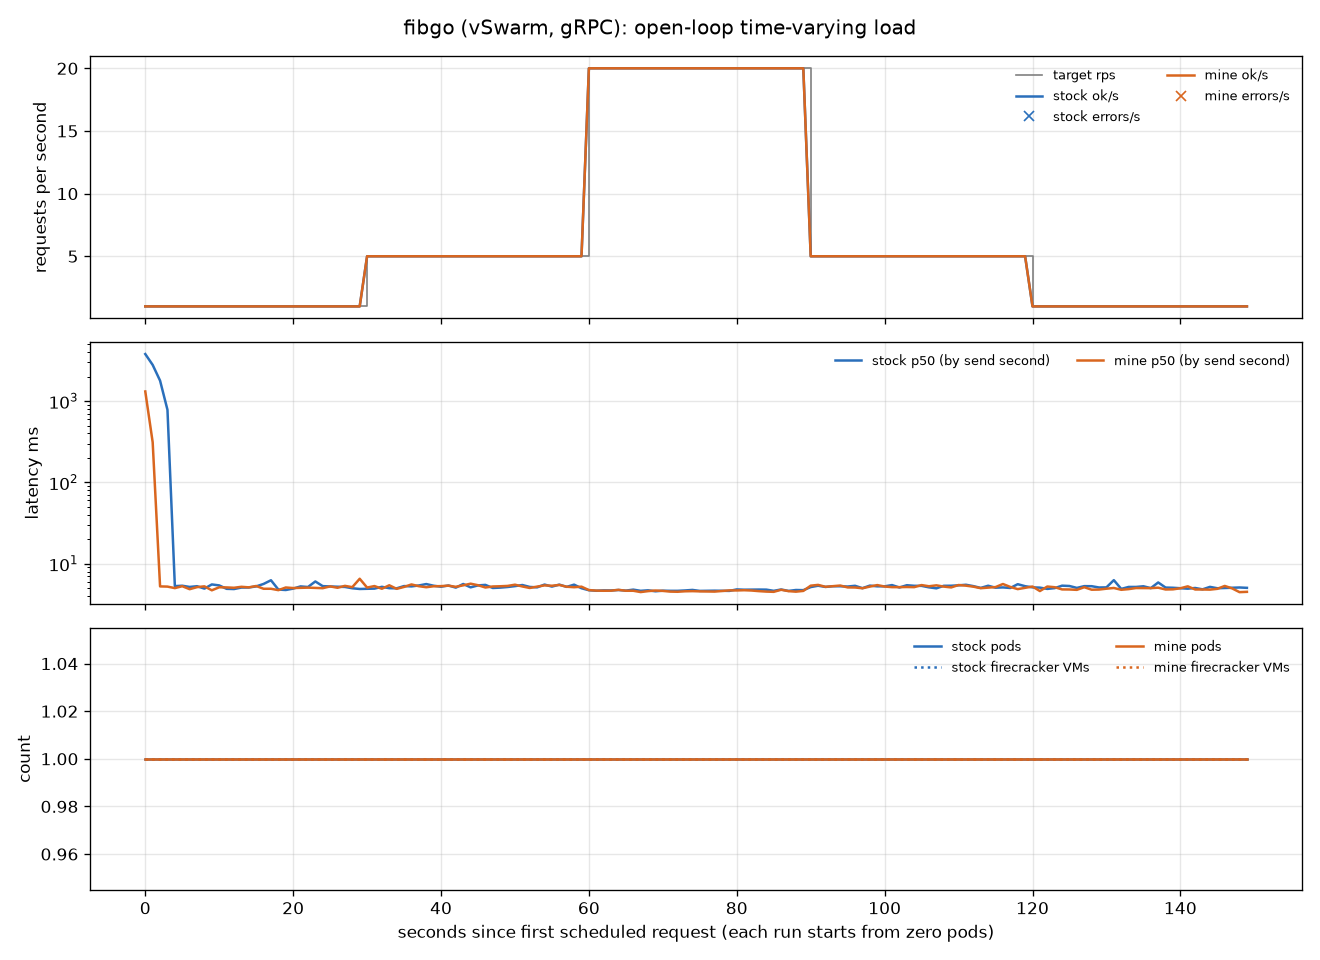 fibgo (vSwarm, gRPC): open-loop time-varying load
requests per second
20
15
10
5
target rps
stock ok/s
stock errors/s
mine ok/s
mine errors/s
latency ms
10³
10²
10¹
stock p50 (by send second)
mine p50 (by send second)
count
1.04
1.02
1.00
0.98
0.96
stock pods
stock firecracker VMs
mine pods
mine firecracker VMs
0 20 40 60 80 100 120 140
seconds since first scheduled request (each run starts from zero pods)